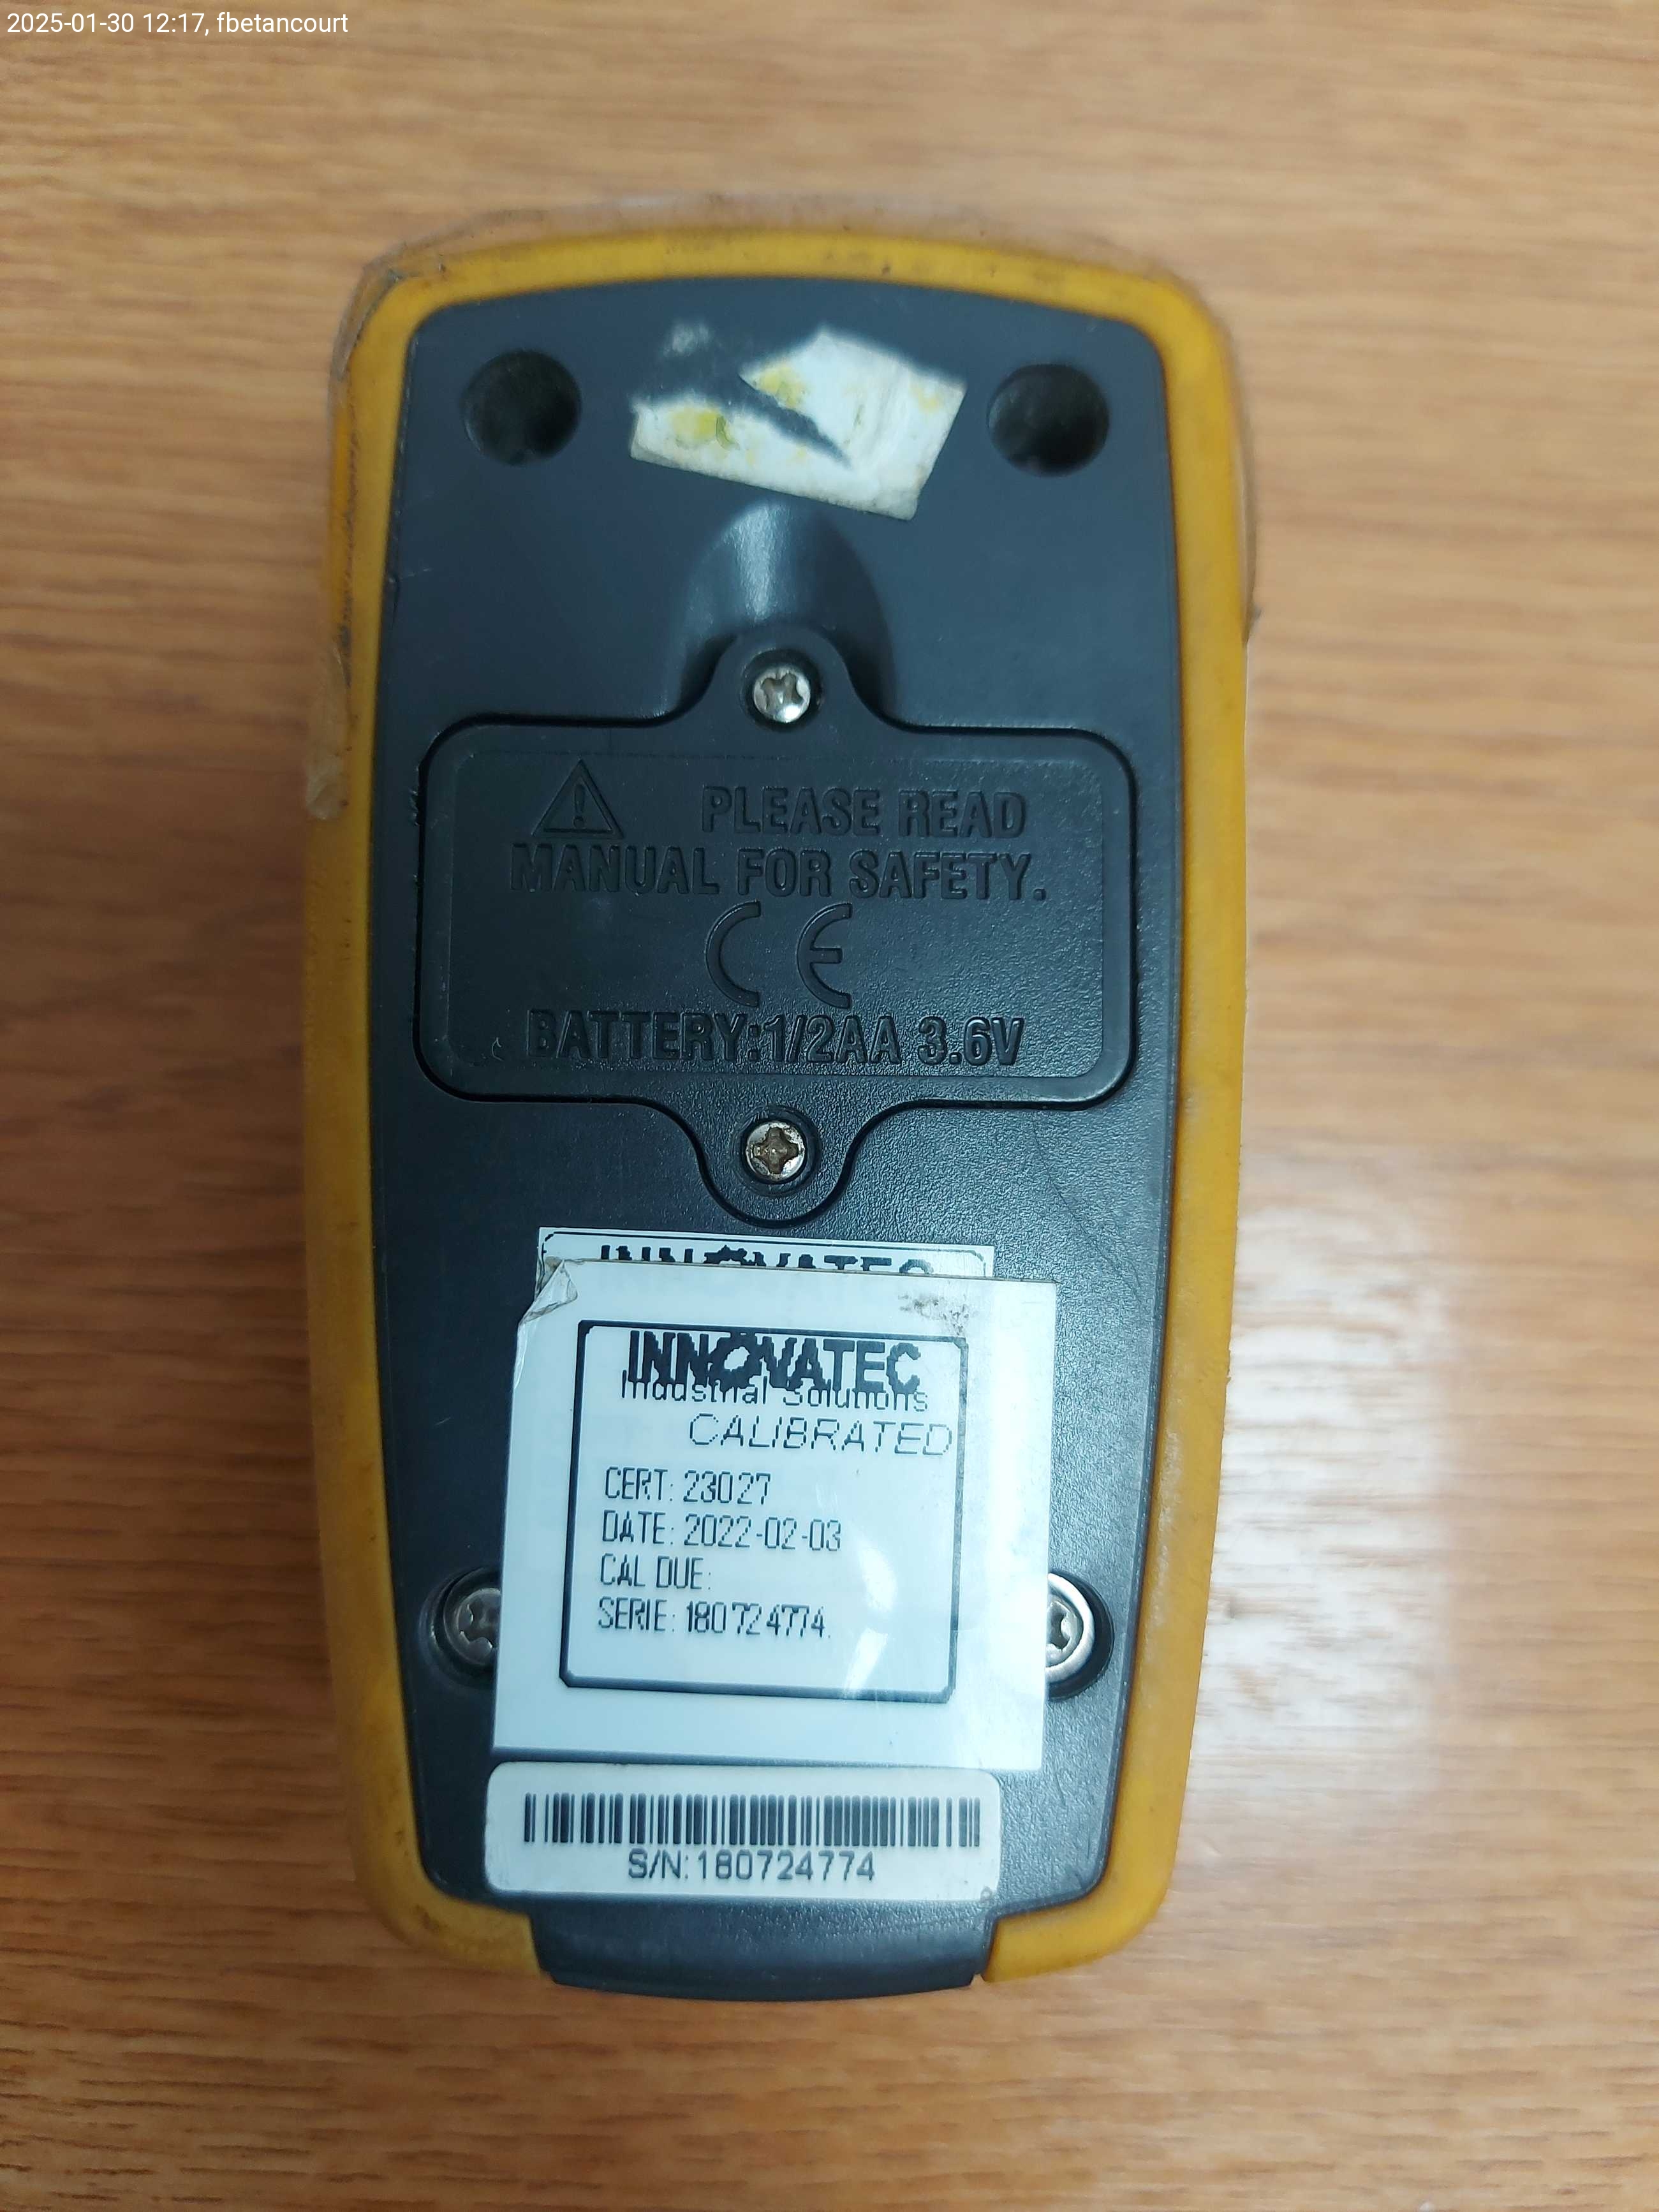 2025-01-30 12:17, fbetancourt
PLEASE READ
MANUAL FOR SAFETY.
CE
BATTERY:1/2AA 3.6V
INNOVATEC
INNOVATEC
Industrial Solutions
CALIBRATED
CERT: 23027
DATE: 2022-02-03
CAL DUE:
SERIE: 180724774.
S/N:180724774